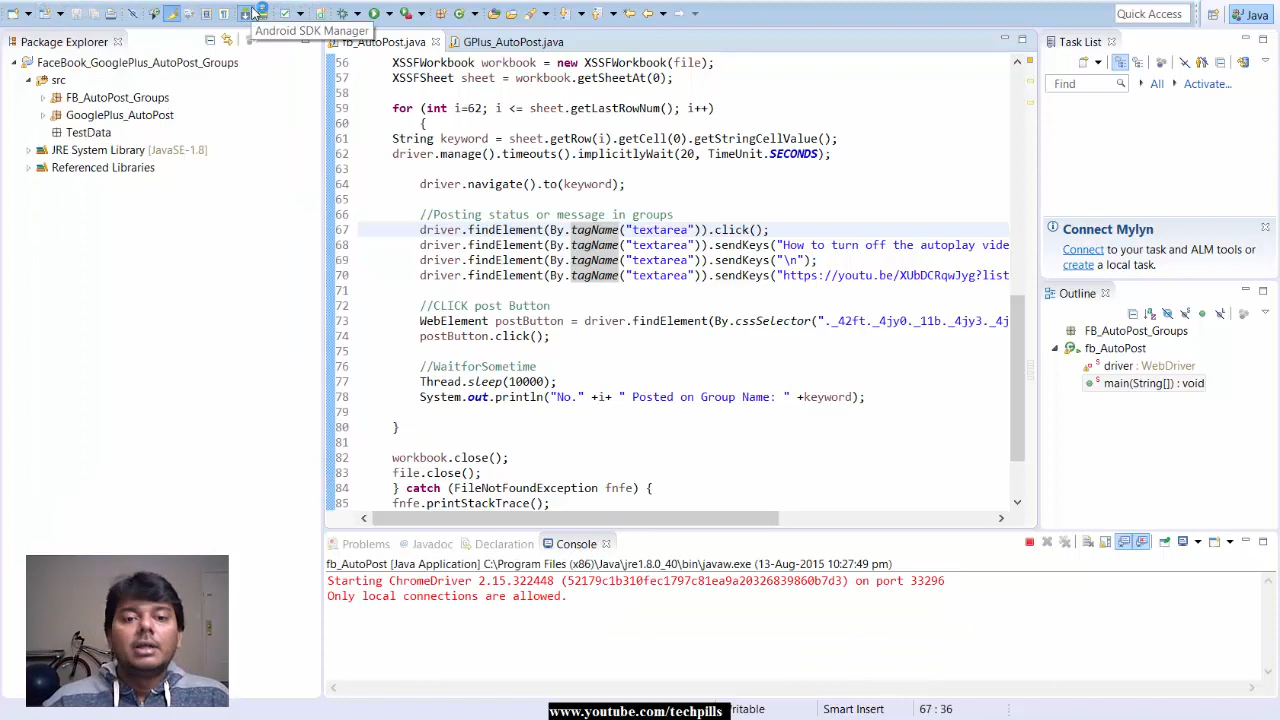 Quick Access
Java
Android SDK Manager
Package Explorer
fb_AutoPost.java
GPlus_AutoPost.java
Task List
FaceBook_GooglePlus_AutoPost_Groups
src
FB_AutoPost_Groups
GooglePlus_AutoPost
TestData
JRE System Library [JavaSE-1.8]
Referenced Libraries
56 XSSFWorkbook workbook = new XSSFWorkbook(file);
57 XSSFSheet sheet = workbook.getSheetAt(0);
58
59 for (int i=62; i <= sheet.getLastRowNum(); i++)
60 {
61 String keyword = sheet.getRow(i).getCell(0).getStringCellValue();
62 driver.manage().timeouts().implicitlyWait(20, TimeUnit.SECONDS);
63
64 driver.navigate().to(keyword);
65
66 //Posting status or message in groups
67 driver.findElement(By.tagName("textarea")).click();
68 driver.findElement(By.tagName("textarea")).sendKeys("How to turn off the autoplay vide
69 driver.findElement(By.tagName("textarea")).sendKeys("\n");
70 driver.findElement(By.tagName("textarea")).sendKeys("https://youtu.be/XUbDCRqwJyg?list
71
72 //CLICK post Button
73 WebElement postButton = driver.findElement(By.cssSelector("._42ft._4jy0._11b._4jy3._4j
74 postButton.click();
75
76 //WaitforSometime
77 Thread.sleep(10000);
78 System.out.println("No." +i+ " Posted on Group Name: " +keyword);
79
80 }
81
82 workbook.close();
83 file.close();
84 } catch (FileNotFoundException fnfe) {
85 fnfe.printStackTrace();
Find
All
Activate...
Connect Mylyn
Connect to your task and ALM tools or
create a local task.
Outline
FB_AutoPost_Groups
fb_AutoPost
driver : WebDriver
main(String[]) : void
Problems
Javadoc
Declaration
Console
fb_AutoPost [Java Application] C:\Program Files (x86)\Java\jre1.8.0_40\bin\javaw.exe (13-Aug-2015 10:27:49 pm)
Starting ChromeDriver 2.15.322448 (52179c1b310fec1797c81ea9a20326839860b7d3) on port 33296
Only local connections are allowed.
www.youtube.com/techpills
ritable
Smart Insert
67 : 36